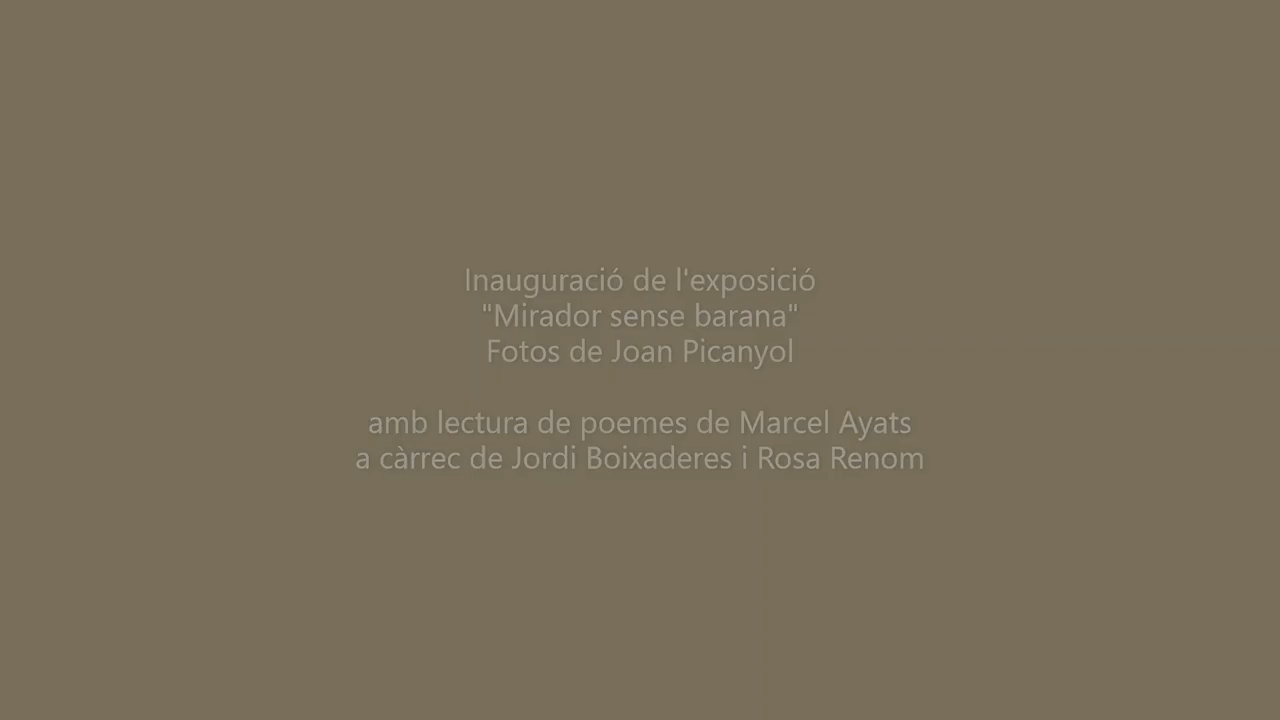 Inauguració de l'exposició
"Mirador sense barana"
Fotos de Joan Picanyol
amb lectura de poemes de Marcel Ayats
a càrrec de Jordi Boixaderes i Rosa Renom